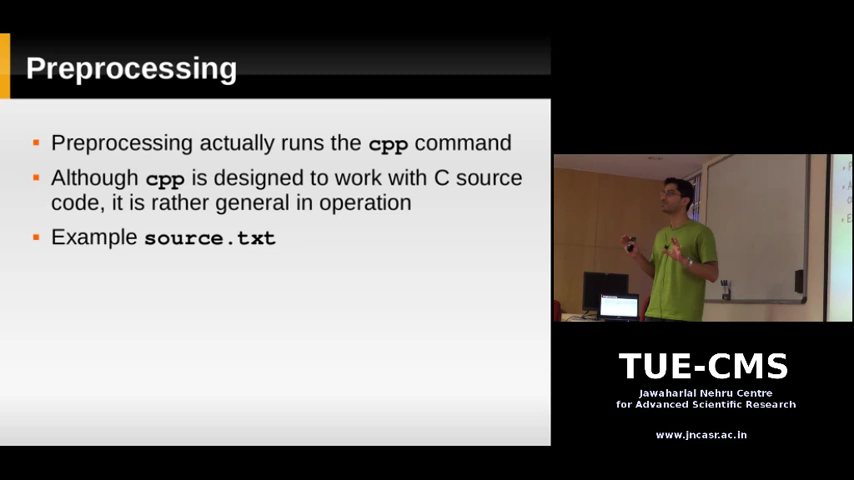 Preprocessing
Preprocessing actually runs the cpp command
Although cpp is designed to work with C source
code, it is rather general in operation
Example source.txt
TUE-CMS
Jawaharlal Nehru Centre
for Advanced Scientific Research
www.jncasr.ac.in